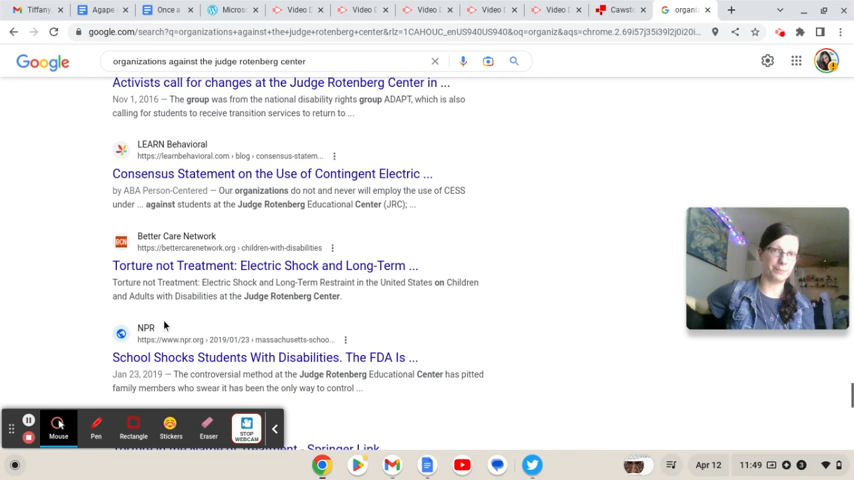 Tiffany
Agape
Once a
Microso
Video E
Video C
Video C
Video D
Video D
Cawst
organi
google.com/search?q=organizations+against+the+judge+rotenberg+center&rlz=1CAHOUC_enUS940US940&oq=organiz&aqs=chrome.2.69i57j35i39l2j0i20i...
Google
organizations against the judge rotenberg center
Activists call for changes at the Judge Rotenberg Center in ...
Nov 1, 2016 — The group was from the national disability rights group ADAPT, which is also
calling for students to receive transition services to return to ...
LEARN Behavioral
https://learnbehavioral.com › blog › consensus-statem...
Consensus Statement on the Use of Contingent Electric ...
by ABA Person-Centered — Our organizations do not and never will employ the use of CESS
under ... against students at the Judge Rotenberg Educational Center (JRC); ...
Better Care Network
https://bettercarenetwork.org › children-with-disabilities
Torture not Treatment: Electric Shock and Long-Term ...
Torture not Treatment: Electric Shock and Long-Term Restraint in the United States on Children
and Adults with Disabilities at the Judge Rotenberg Center.
NPR
https://www.npr.org › 2019/01/23 › massachusetts-schoo...
School Shocks Students With Disabilities. The FDA Is ...
Jan 23, 2019 — The controversial method at the Judge Rotenberg Educational Center has pitted
family members who swear it has been the only way to control ...
Treatment - Springer Link
Mouse
Pen
Rectangle
Stickers
Eraser
STOP
WEBCAM
Apr 12
11:49
3